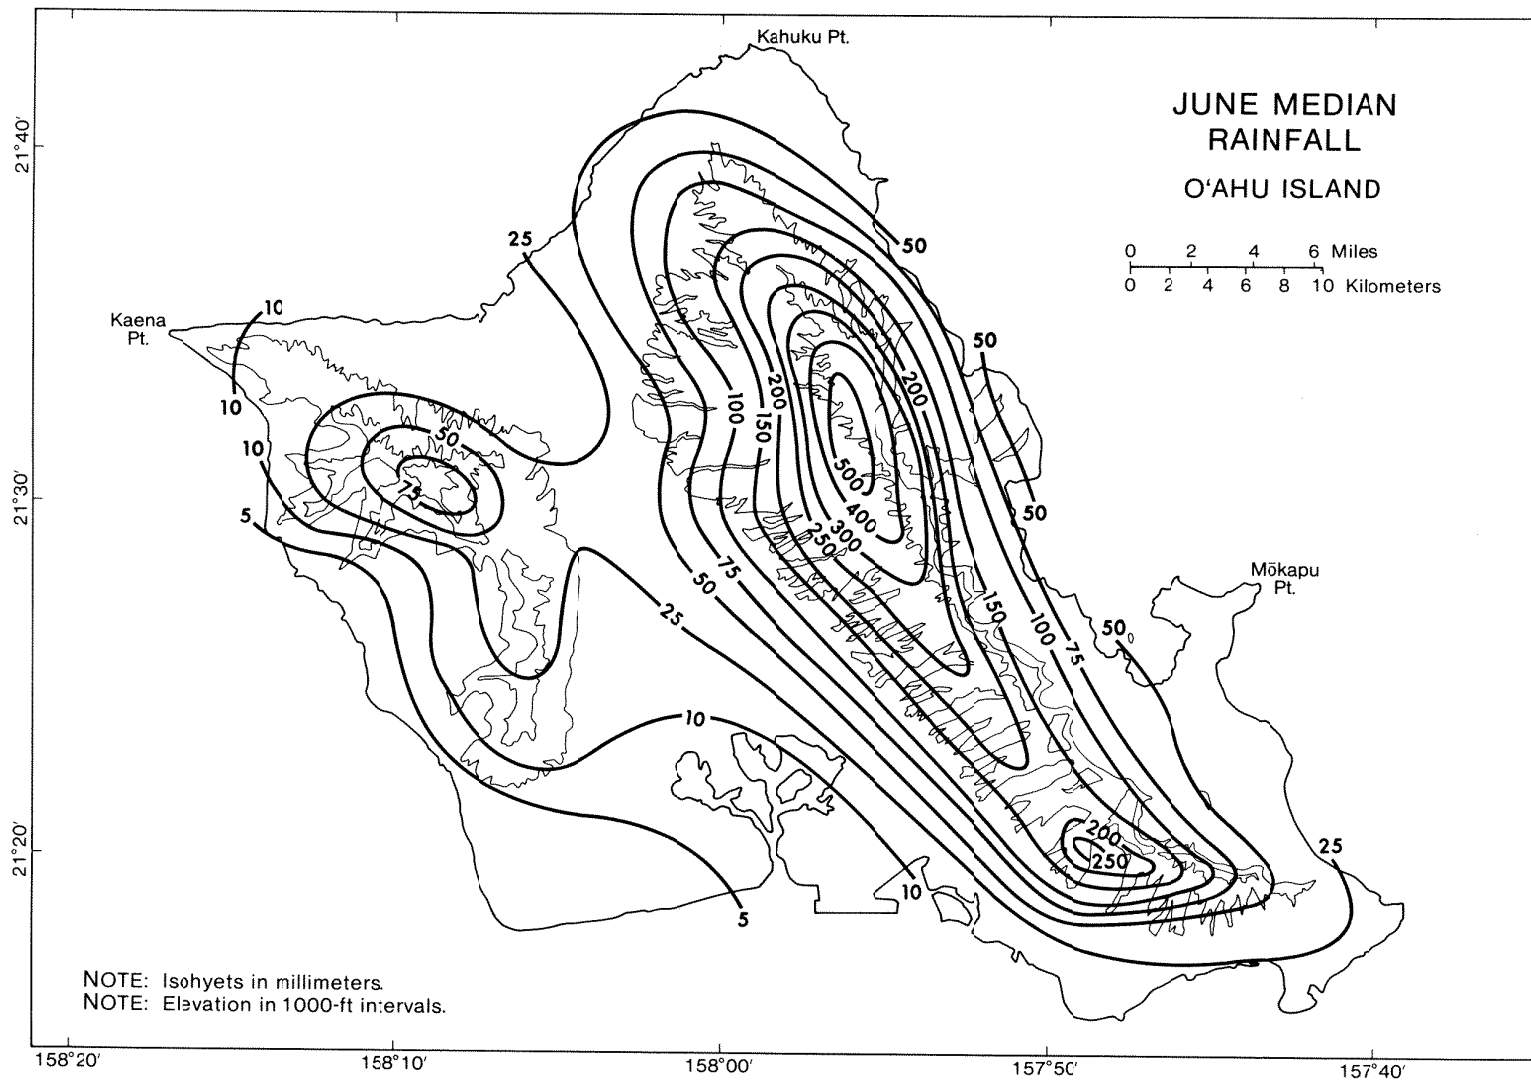 Kahuku Pt.
JUNE MEDIAN
RAINFALL
O'AHU ISLAND
21°40'
50
25
0 2 4 6 Miles
0 2 4 6 8 10 Kilometers
10
Kaena
Pt.
50
200
200
10
100
150
50
10
500
75
21°30'
50
5
400
300
250
Mōkapu
Pt.
75
50
150
25
100
50
75
10
200
21°20'
250
25
10
5
NOTE: Isohyets in millimeters.
NOTE: Elevation in 1000-ft intervals.
158°20' 158°10' 158°00' 157°50' 157°40'